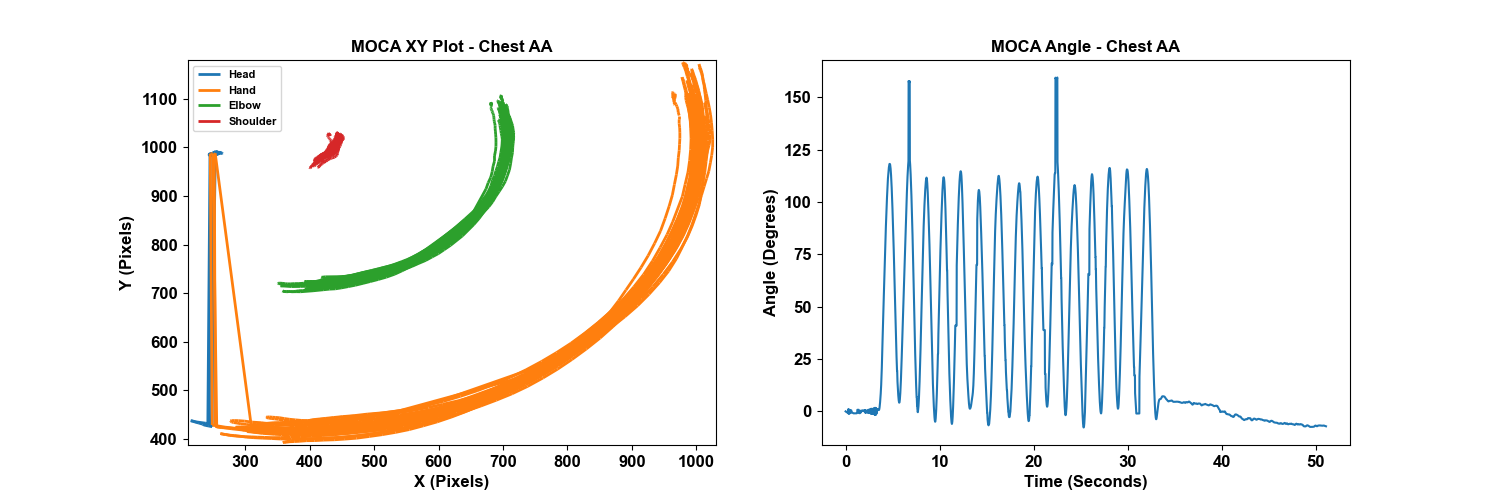 MOCA XY Plot - Chest AA
Head
Hand
Elbow
Shoulder
1100
1000
900
800
700
600
500
400
Y (Pixels)
300 400 500 600 700 800 900 1000
X (Pixels)
MOCA Angle - Chest AA
150
125
100
75
50
25
0
Angle (Degrees)
0 10 20 30 40 50
Time (Seconds)